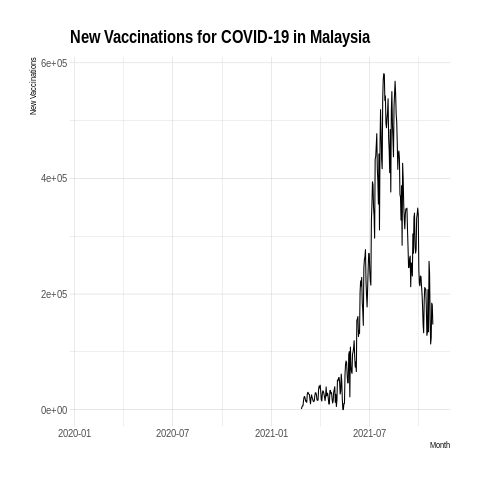 New Vaccinations for COVID-19 in Malaysia
New Vaccinations
6e+05
4e+05
2e+05
0e+00
2020-01 2020-07 2021-01 2021-07
Month